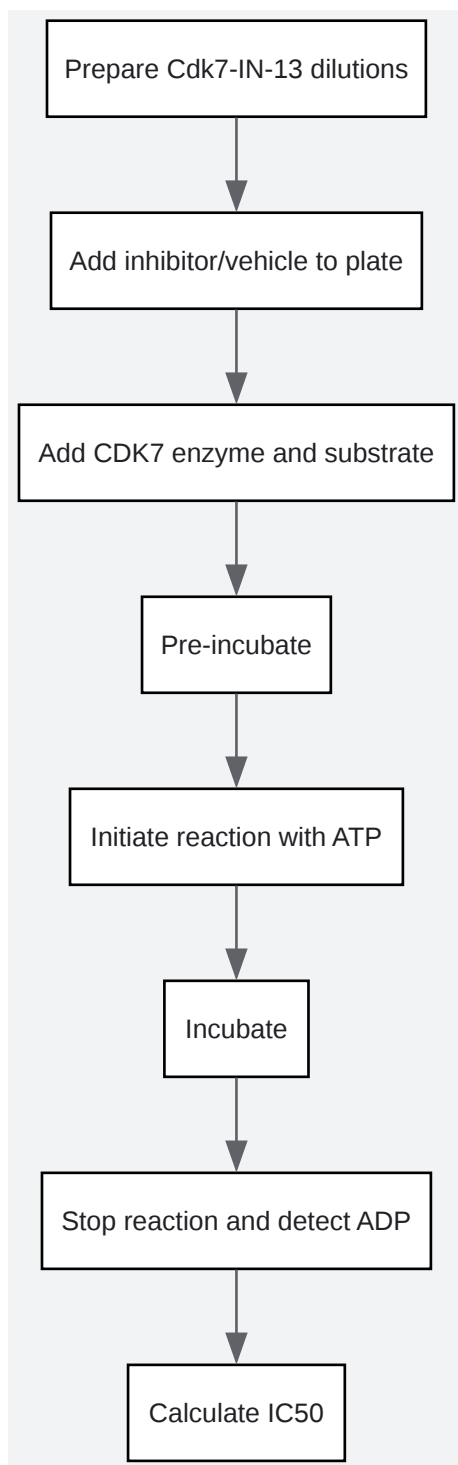 Prepare Cdk7-IN-13 dilutions
Add inhibitor/vehicle to plate
Add CDK7 enzyme and substrate
Pre-incubate
Initiate reaction with ATP
Incubate
Stop reaction and detect ADP
Calculate IC50